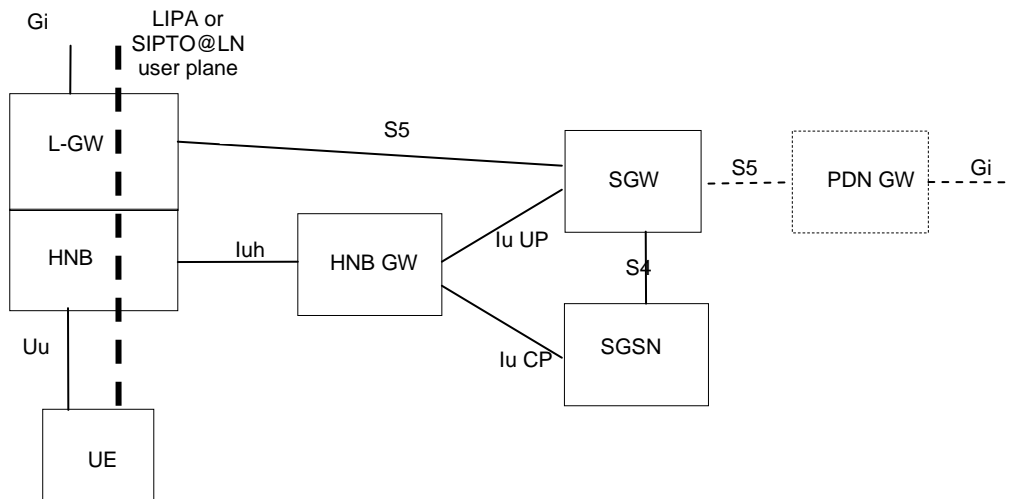 Gi
LIPA or
SIPTO@LN
user plane
L-GW
S5
SGW
S5
PDN GW
Gi
HNB
Iuh
HNB GW
Iu UP
S4
Uu
Iu CP
SGSN
UE